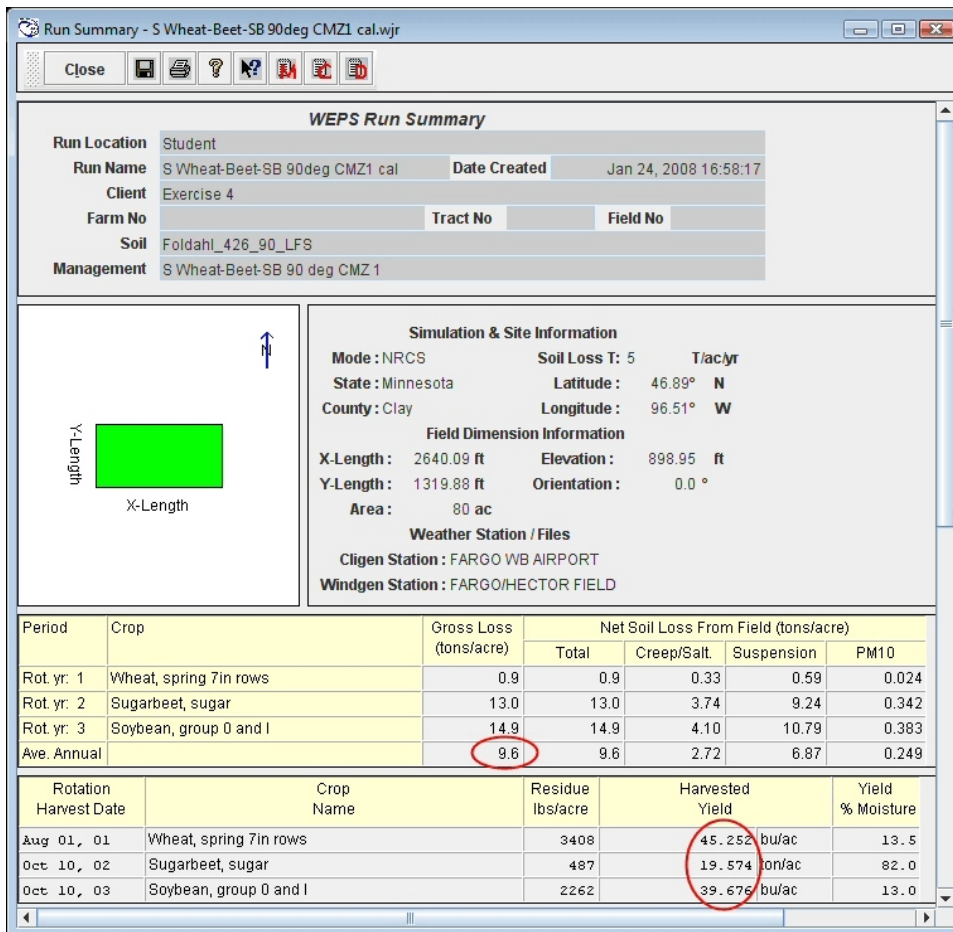 Run Summary - S Wheat-Beet-SB 90deg CMZ1 cal.wjr
Close
WEPS Run Summary
Run Location Student
Run Name S Wheat-Beet-SB 90deg CMZ1 cal Date Created Jan 24, 2008 16:58:17
Client Exercise 4
Farm No Tract No Field No
Soil Foldahl_426_90_LFS
Management S Wheat-Beet-SB 90 deg CMZ 1
N
Y-Length
X-Length
Simulation & Site Information
Mode : NRCS Soil Loss T: 5 T/ac/yr
State : Minnesota Latitude : 46.89° N
County : Clay Longitude : 96.51° W
Field Dimension Information
X-Length : 2640.09 ft Elevation : 898.95 ft
Y-Length : 1319.88 ft Orientation : 0.0 °
Area : 80 ac
Weather Station / Files
Cligen Station : FARGO WB AIRPORT
Windgen Station : FARGO/HECTOR FIELD
Period Crop Gross Loss Net Soil Loss From Field (tons/acre)
(tons/acre) Total Creep/Salt. Suspension PM10
Rot. yr: 1 Wheat, spring 7in rows 0.9 0.9 0.33 0.59 0.024
Rot. yr: 2 Sugarbeet, sugar 13.0 13.0 3.74 9.24 0.342
Rot. yr: 3 Soybean, group 0 and I 14.9 14.9 4.10 10.79 0.383
Ave. Annual 9.6 9.6 2.72 6.87 0.249
Rotation Crop Residue Harvested Yield
Harvest Date Name lbs/acre Yield % Moisture
Aug 01, 01 Wheat, spring 7in rows 3408 45.252 bu/ac 13.5
Oct 10, 02 Sugarbeet, sugar 487 19.574 ton/ac 82.0
Oct 10, 03 Soybean, group 0 and I 2262 39.676 bu/ac 13.0